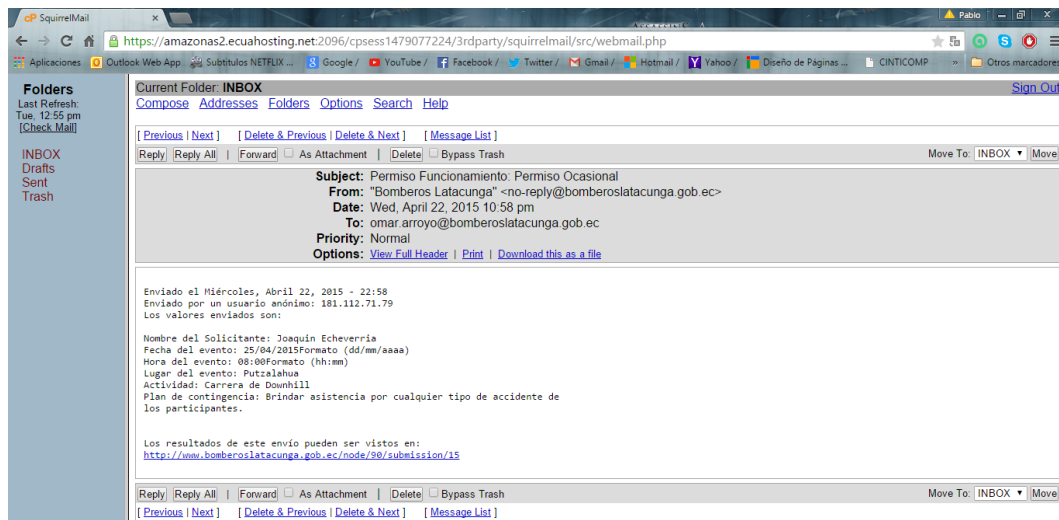 SquirrelMail
Pablo
https://amazonas2.ecuahosting.net:2096/cpsess1479077224/3rdparty/squirrelmail/src/webmail.php
Aplicaciones Outlook Web App Subtitulos NETFLIX ... Google / YouTube / Facebook / Twitter / Gmail / Hotmail / Yahoo / Diseño de Páginas ... CINTICOMP » Otros marcadores
Folders
Last Refresh:
Tue, 12:55 pm
[Check Mail]
INBOX
Drafts
Sent
Trash
Current Folder: INBOX Sign Out
Compose Addresses Folders Options Search Help
[ Previous | Next ] [ Delete & Previous | Delete & Next ] [ Message List ]
Reply Reply All | Forward As Attachment | Delete Bypass Trash Move To: INBOX Move
Subject: Permiso Funcionamiento: Permiso Ocasional
From: "Bomberos Latacunga" <no-reply@bomberoslatacunga.gob.ec>
Date: Wed, April 22, 2015 10:58 pm
To: omar.arroyo@bomberoslatacunga.gob.ec
Priority: Normal
Options: View Full Header | Print | Download this as a file
Enviado el Miércoles, Abril 22, 2015 - 22:58
Enviado por un usuario anónimo: 181.112.71.79
Los valores enviados son:
Nombre del Solicitante: Joaquin Echeverria
Fecha del evento: 25/04/2015Formato (dd/mm/aaaa)
Hora del evento: 08:00Formato (hh:mm)
Lugar del evento: Putzalahua
Actividad: Carrera de Downhill
Plan de contingencia: Brindar asistencia por cualquier tipo de accidente de
los participantes.
Los resultados de este envío pueden ser vistos en:
http://www.bomberoslatacunga.gob.ec/node/90/submission/15
Reply Reply All | Forward As Attachment | Delete Bypass Trash Move To: INBOX Move
[ Previous | Next ] [ Delete & Previous | Delete & Next ] [ Message List ]